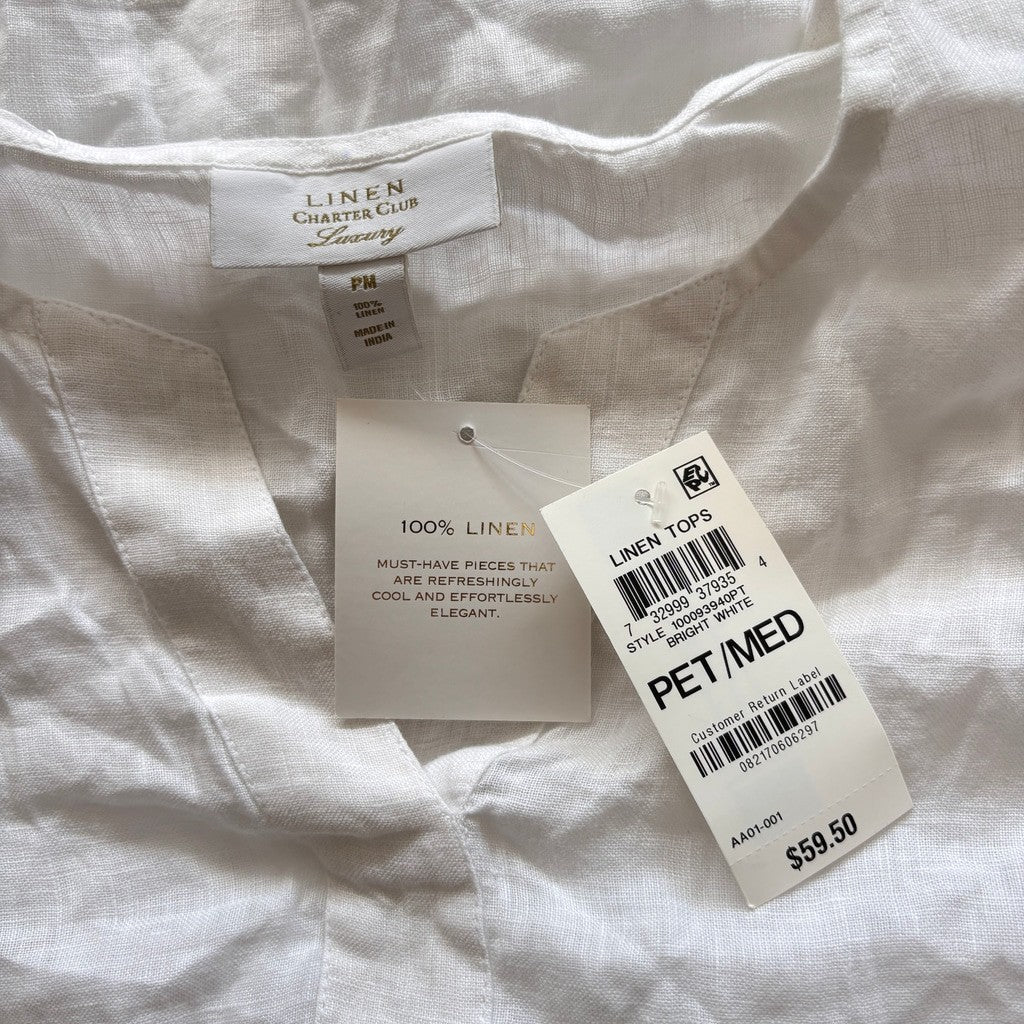 LINEN
CHARTER CLUB
Luxury
PM
100%
LINEN
MADE IN
INDIA
100% LINEN
MUST-HAVE PIECES THAT
ARE REFRESHINGLY
COOL AND EFFORTLESSLY
ELEGANT.
LINEN TOPS
7 32999 37935 4
STYLE 100093940PT
BRIGHT WHITE
PET/MED
Customer Return Label
082170606297
AA01-001
$59.50